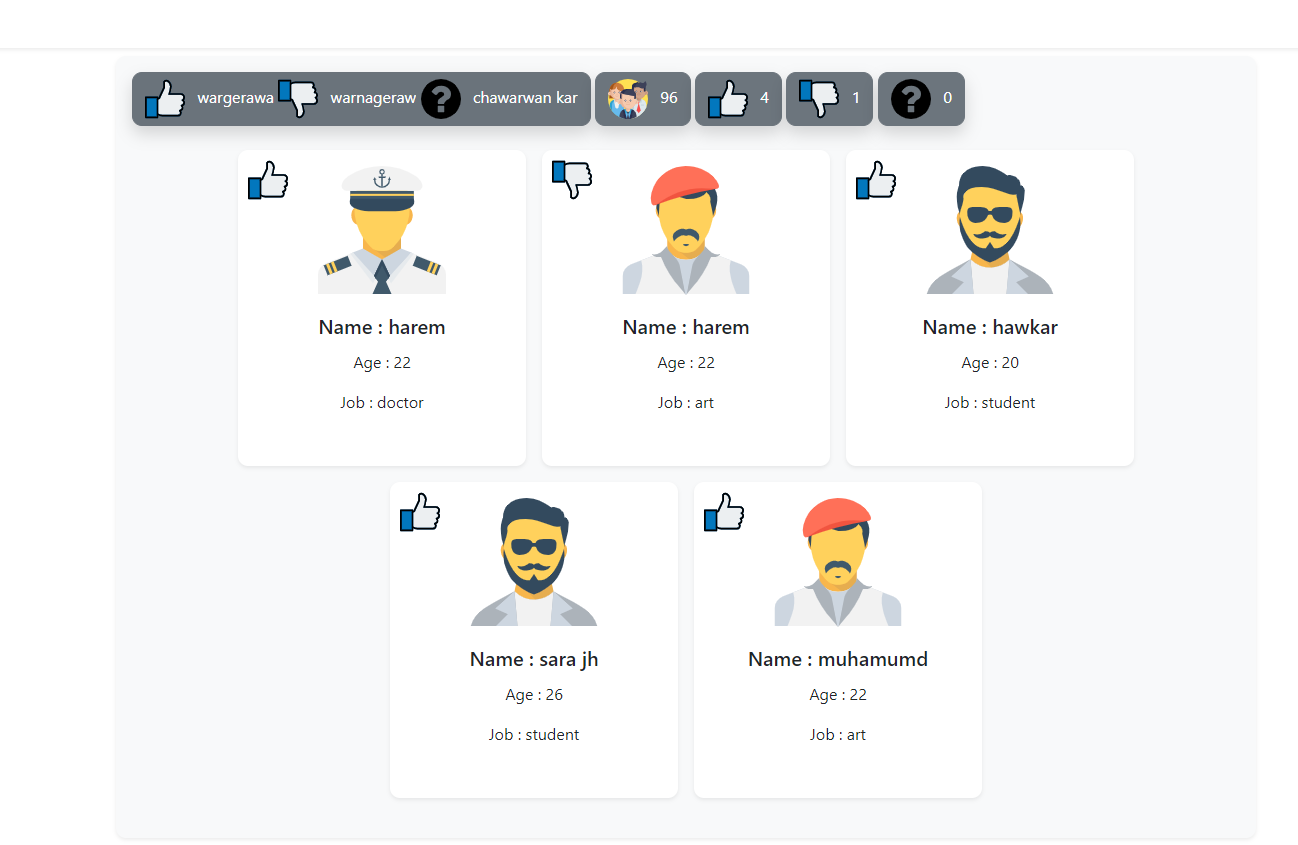 wargerawa warnageraw ? chawarwan kar 96 4 1 ? 0
Name : harem
Age : 22
Job : doctor
Name : harem
Age : 22
Job : art
Name : hawkar
Age : 20
Job : student
Name : sara jh
Age : 26
Job : student
Name : muhamumd
Age : 22
Job : art